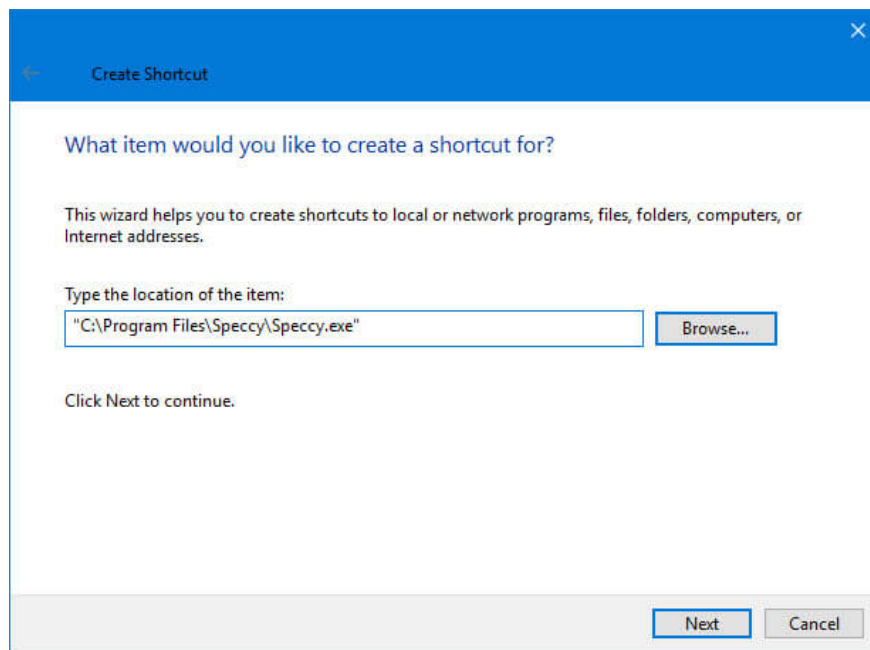 Create Shortcut
What item would you like to create a shortcut for?
This wizard helps you to create shortcuts to local or network programs, files, folders, computers, or
Internet addresses.
Type the location of the item:
"C:\Program Files\Speccy\Speccy.exe"
Browse...
Click Next to continue.
Next
Cancel